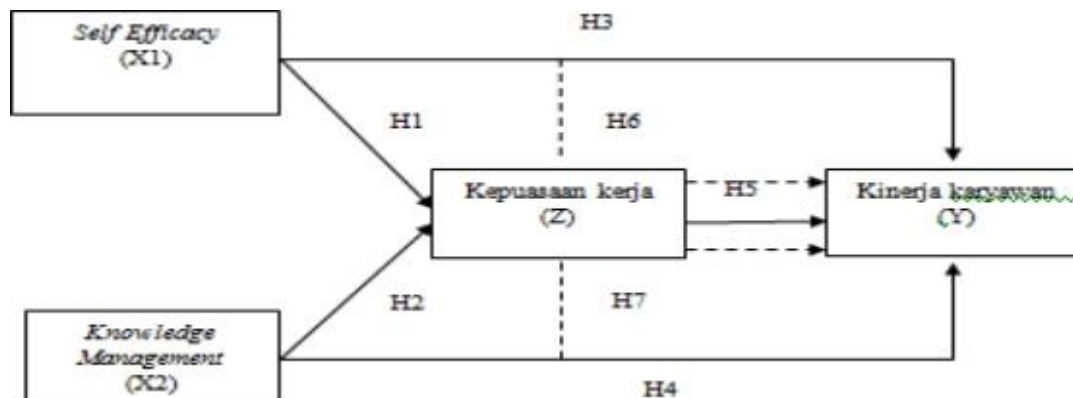 Self Efficacy
(X1)
H3
H1
H6
Kepuasaan kerja
(Z)
H5
Kinerja karyawan
(Y)
H2
H7
Knowledge
Management
(X2)
H4